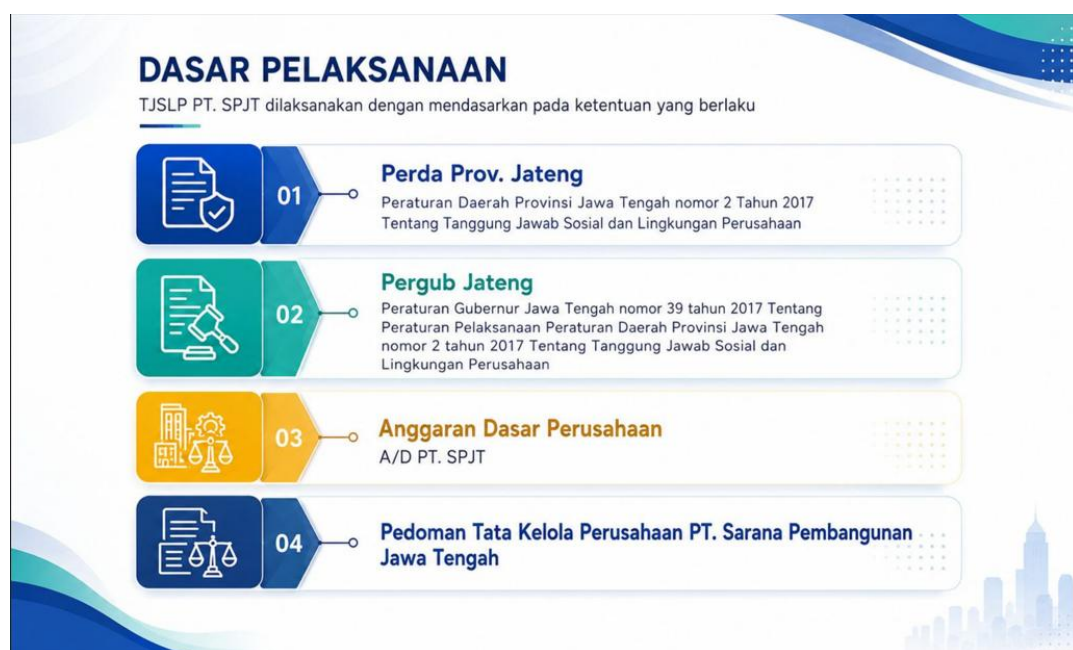 DASAR PELAKSANAAN
TJSLP PT. SPJT dilaksanakan dengan mendasarkan pada ketentuan yang berlaku
01
Perda Prov. Jateng
Peraturan Daerah Provinsi Jawa Tengah nomor 2 Tahun 2017
Tentang Tanggung Jawab Sosial dan Lingkungan Perusahaan
02
Pergub Jateng
Peraturan Gubernur Jawa Tengah nomor 39 tahun 2017 Tentang
Peraturan Pelaksanaan Peraturan Daerah Provinsi Jawa Tengah
nomor 2 tahun 2017 Tentang Tanggung Jawab Sosial dan
Lingkungan Perusahaan
03
Anggaran Dasar Perusahaan
A/D PT. SPJT
04
Pedoman Tata Kelola Perusahaan PT. Sarana Pembangunan
Jawa Tengah